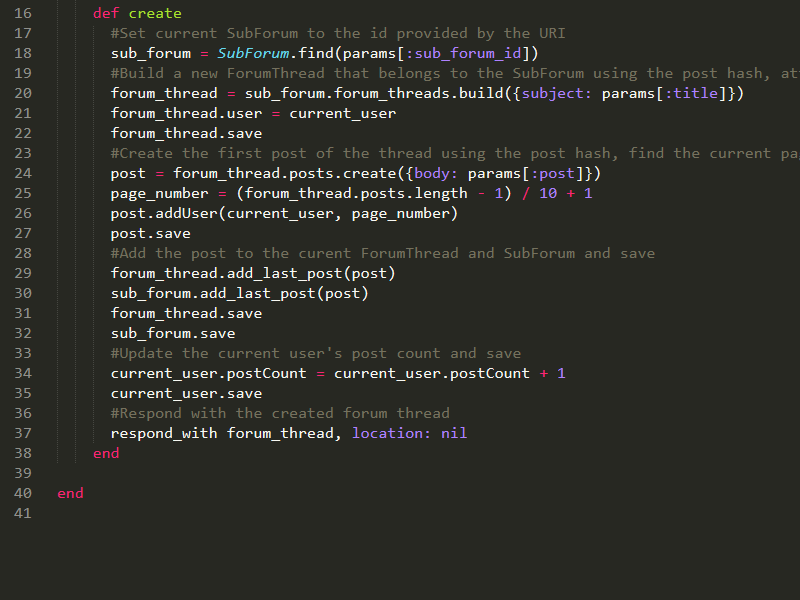 16 def create
17 #Set current SubForum to the id provided by the URI
18 sub_forum = SubForum.find(params[:sub_forum_id])
19 #Build a new ForumThread that belongs to the SubForum using the post hash,
20 forum_thread = sub_forum.forum_threads.build({subject: params[:title]})
21 forum_thread.user = current_user
22 forum_thread.save
23 #Create the first post of the thread using the post hash, find the current
24 post = forum_thread.posts.create({body: params[:post]})
25 page_number = (forum_thread.posts.length - 1) / 10 + 1
26 post.addUser(current_user, page_number)
27 post.save
28 #Add the post to the curent ForumThread and SubForum and save
29 forum_thread.add_last_post(post)
30 sub_forum.add_last_post(post)
31 forum_thread.save
32 sub_forum.save
33 #Update the current user's post count and save
34 current_user.postCount = current_user.postCount + 1
35 current_user.save
36 #Respond with the created forum thread
37 respond_with forum_thread, location: nil
38 end
39
40 end
41